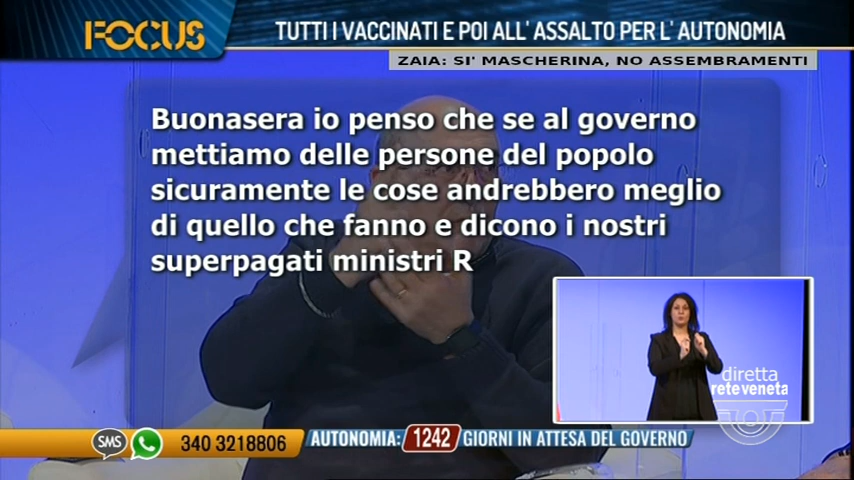 FOCUS
TUTTI I VACCINATI E POI ALL' ASSALTO PER L' AUTONOMIA
ZAIA: SI' MASCHERINA, NO ASSEMBRAMENTI
Buonasera io penso che se al governo
mettiamo delle persone del popolo
sicuramente le cose andrebbero meglio
di quello che fanno e dicono i nostri
superpagati ministri R
diretta
reteveneta
SMS 340 3218806 AUTONOMIA: 1242 GIORNI IN ATTESA DEL GOVERNO